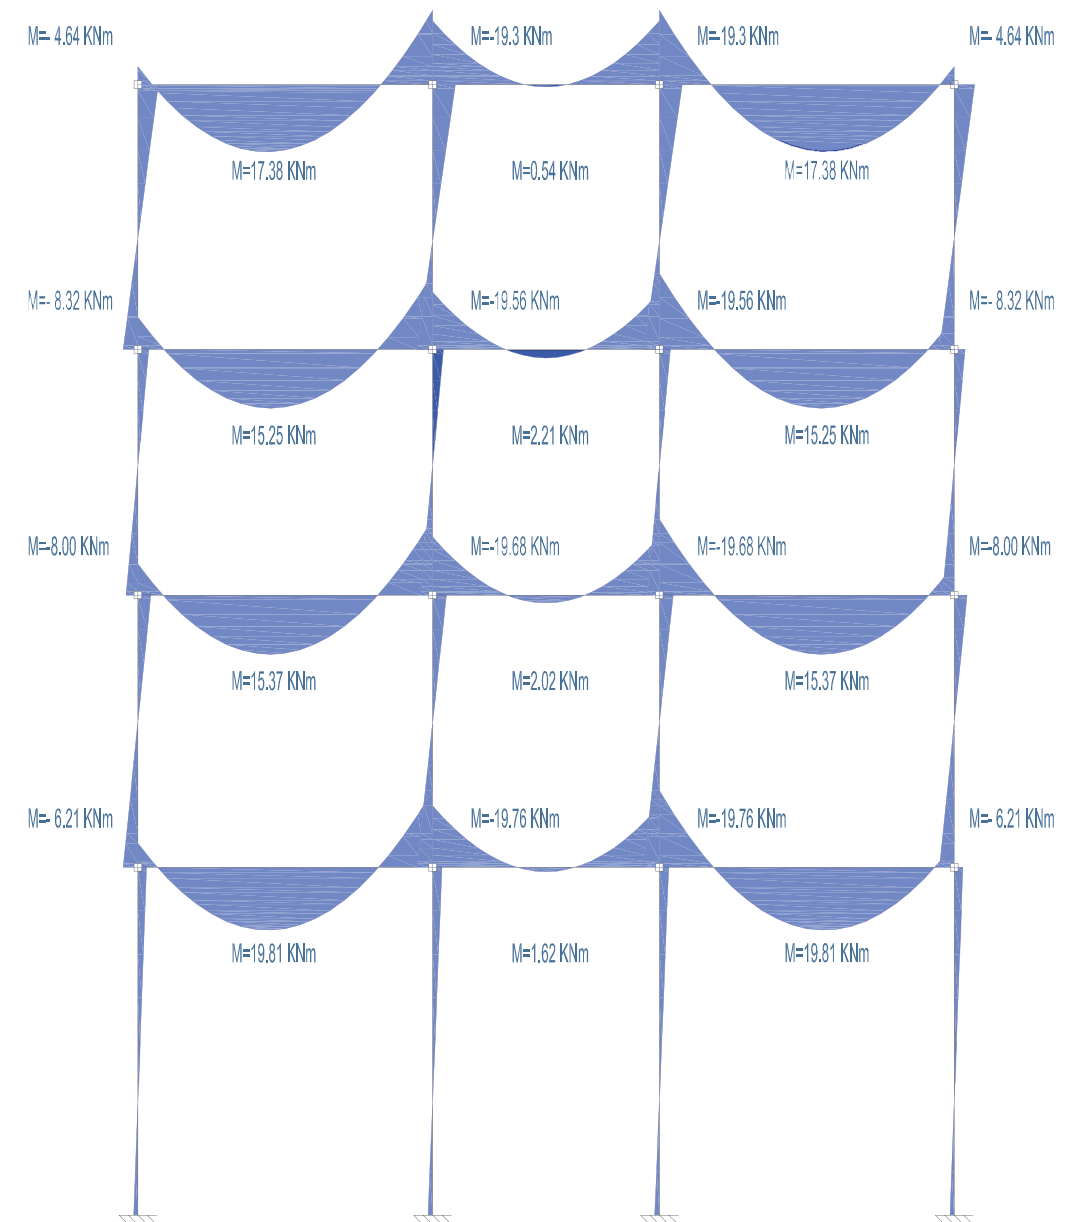 M=- 4.64 KNm M=-19.3 KNm M=-19.3 KNm M=- 4.64 KNm
M=17.38 KNm M=0.54 KNm M=17.38 KNm
M=- 8.32 KNm M=-19.56 KNm M=-19.56 KNm M=- 8.32 KNm
M=15.25 KNm M=2.21 KNm M=15.25 KNm
M=-8.00 KNm M=-19.68 KNm M=-19.68 KNm M=-8.00 KNm
M=15.37 KNm M=2.02 KNm M=15.37 KNm
M=- 6.21 KNm M=-19.76 KNm M=-19.76 KNm M=- 6.21 KNm
M=19.81 KNm M=1.62 KNm M=19.81 KNm